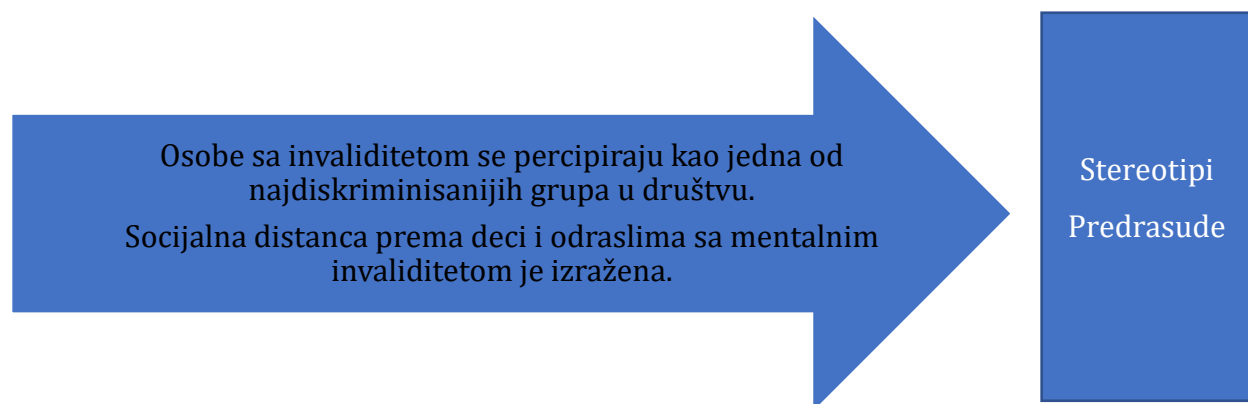 Osobe sa invaliditetom se percipiraju kao jedna od
najdiskriminisanijih grupa u društvu.
Socijalna distanca prema deci i odraslima sa mentalnim
invaliditetom je izražena.
Stereotipi
Predrasude